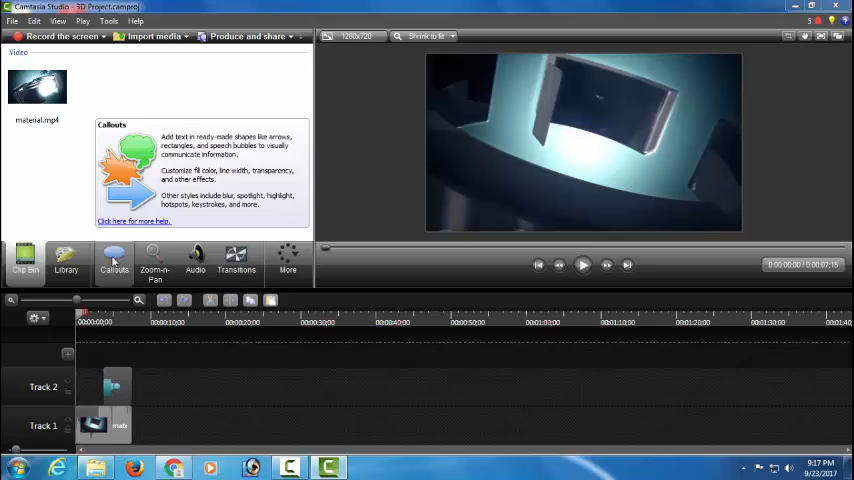 Camtasia Studio - 3D Project.camproj
File Edit View Play Tools Help
5
Record the screen Import media Produce and share
1280x720 Shrink to fit
Video
material.mp4
Callouts
Add text in ready-made shapes like arrows,
rectangles, and speech bubbles to visually
communicate information.
Customize fill color, line width, transparency,
and other effects.
Other styles include blur, spotlight, highlight,
hotspots, keystrokes, and more.
Click here for more help.
Clip Bin Library Callouts Zoom-n-
Pan Audio Transitions More
0:00:00;00 / 0:00:07;15
00:00:00;00 00:00:10;00 00:00:20;00 00:00:30;00 00:00:40;00 00:00:50;00 00:01:00;00 00:01:10;00 00:01:20;00 00:01:30;00 00:01:40
Track 2
Track 1
mate
9:17 PM
9/23/2017